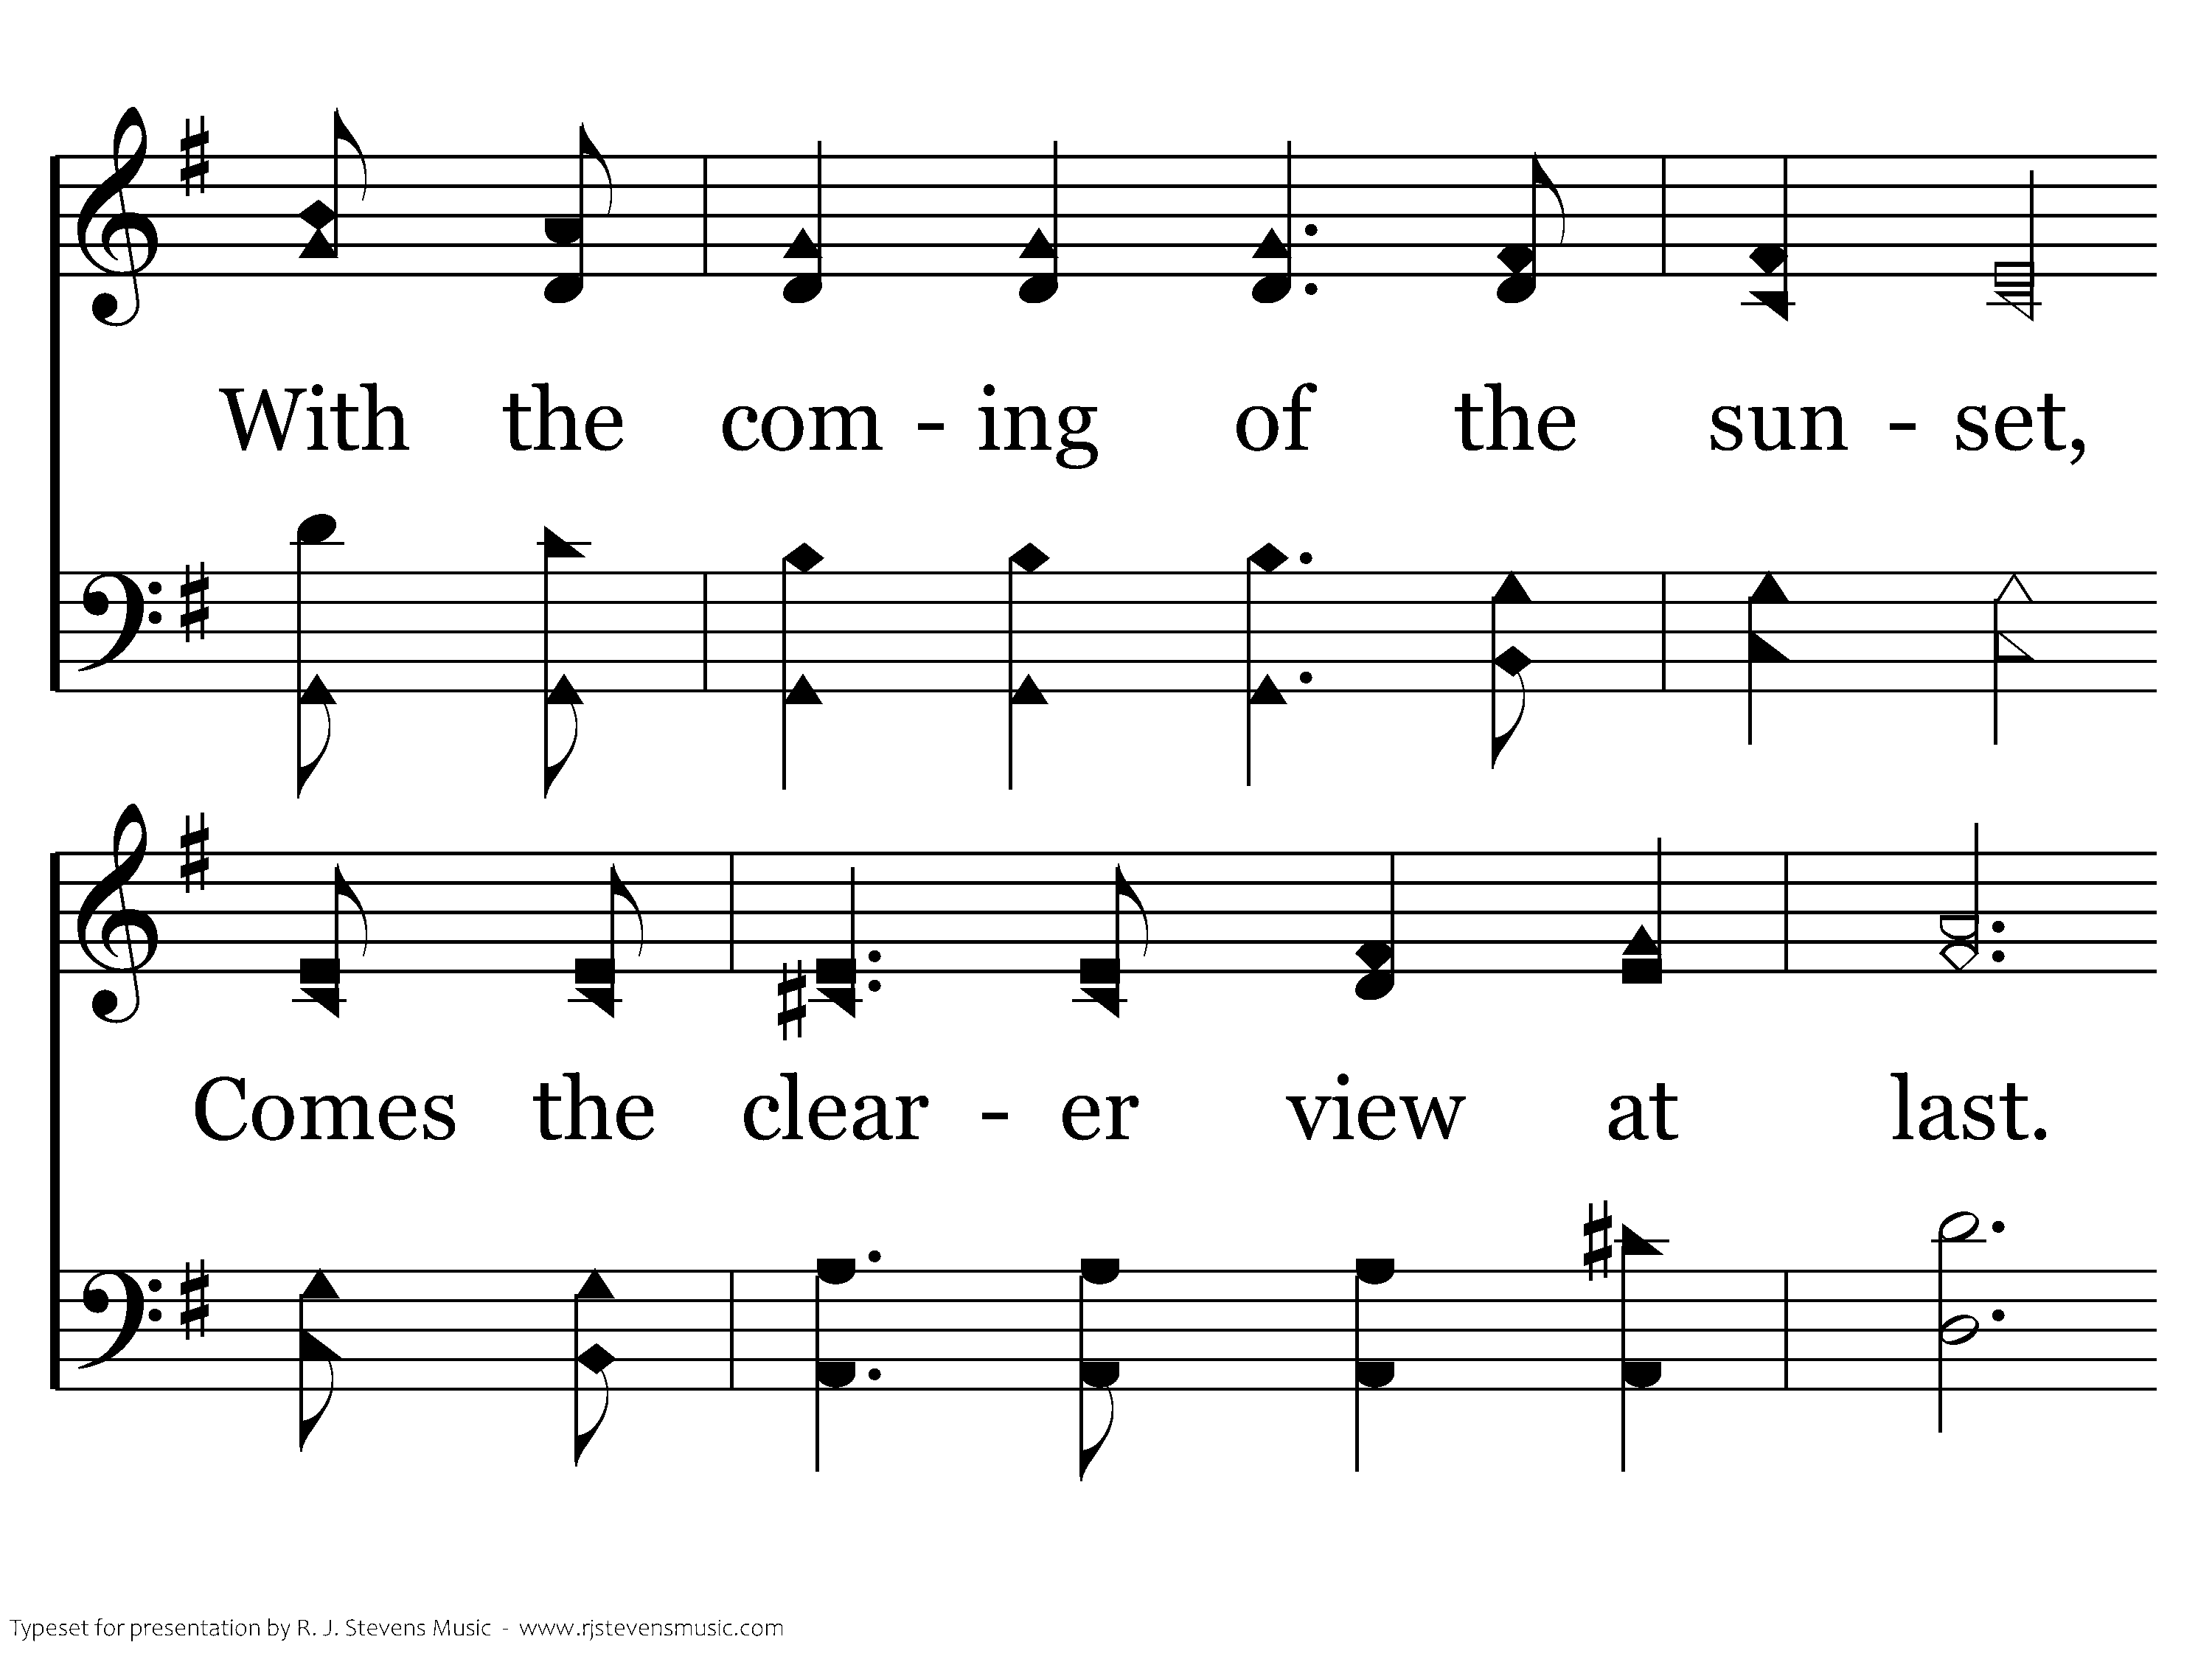 With the com - ing of the sun - set,
Comes the clear - er view at last.
Typeset for presentation by R. J. Stevens Music - www.rjstevensmusic.com